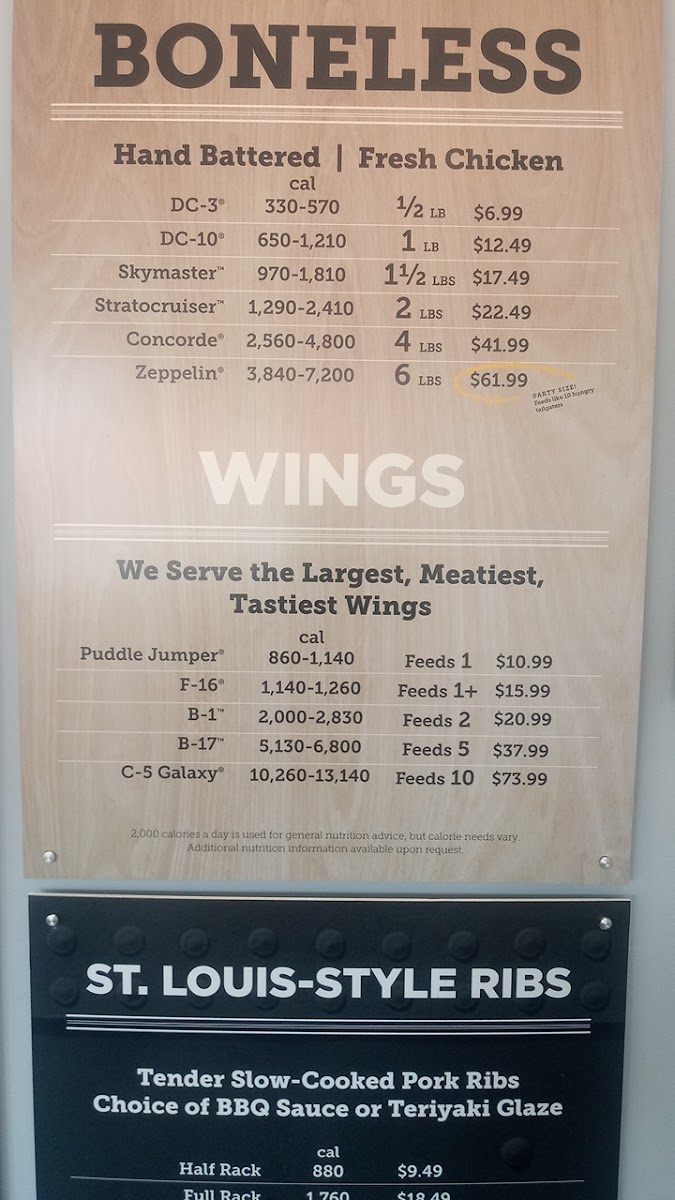 BONELESS
Hand Battered | Fresh Chicken
cal
DC-3® 330-570 ½ LB $6.99
DC-10® 650-1,210 1 LB $12.49
Skymaster™ 970-1,810 1½ LBS $17.49
Stratocruiser™ 1,290-2,410 2 LBS $22.49
Concorde® 2,560-4,800 4 LBS $41.99
Zeppelin® 3,840-7,200 6 LBS $61.99
PARTY SIZE!
Feeds like 10 hungry
tailgaters
WINGS
We Serve the Largest, Meatiest,
Tastiest Wings
cal
Puddle Jumper® 860-1,140 Feeds 1 $10.99
F-16® 1,140-1,260 Feeds 1+ $15.99
B-1™ 2,000-2,830 Feeds 2 $20.99
B-17™ 5,130-6,800 Feeds 5 $37.99
C-5 Galaxy® 10,260-13,140 Feeds 10 $73.99
2,000 calories a day is used for general nutrition advice, but calorie needs vary.
Additional nutrition information available upon request.
ST. LOUIS-STYLE RIBS
Tender Slow-Cooked Pork Ribs
Choice of BBQ Sauce or Teriyaki Glaze
cal
Half Rack 880 $9.49
Full Rack 1,760 $18.49